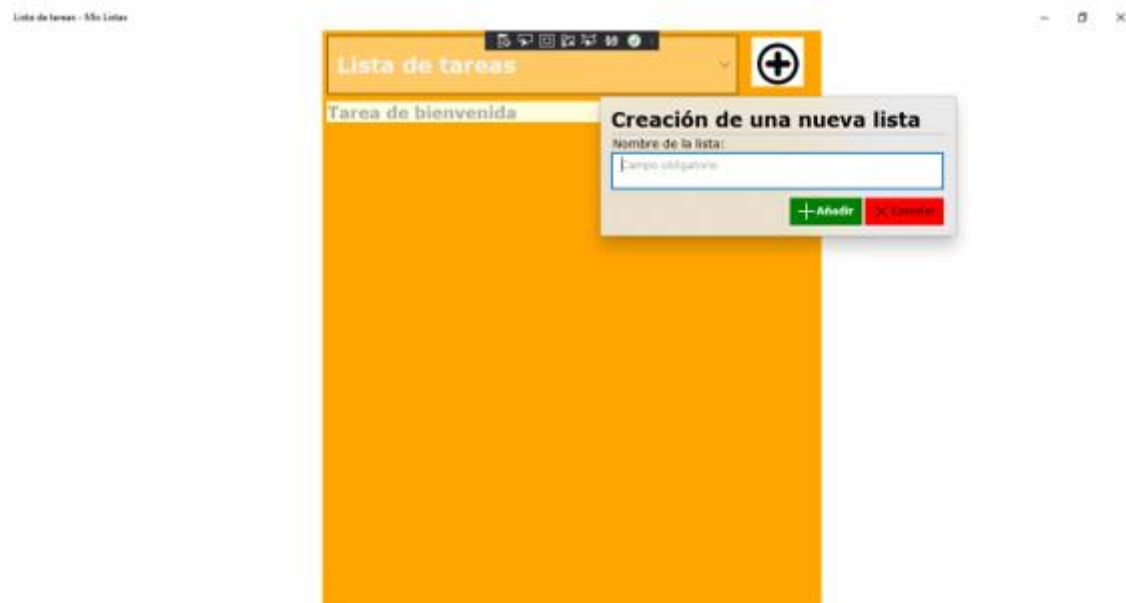 Lista de tareas - Mis Listas
Lista de tareas
Tarea de bienvenida
Creación de una nueva lista
Nombre de la lista:
Campo obligatorio
Añadir
Cancelar